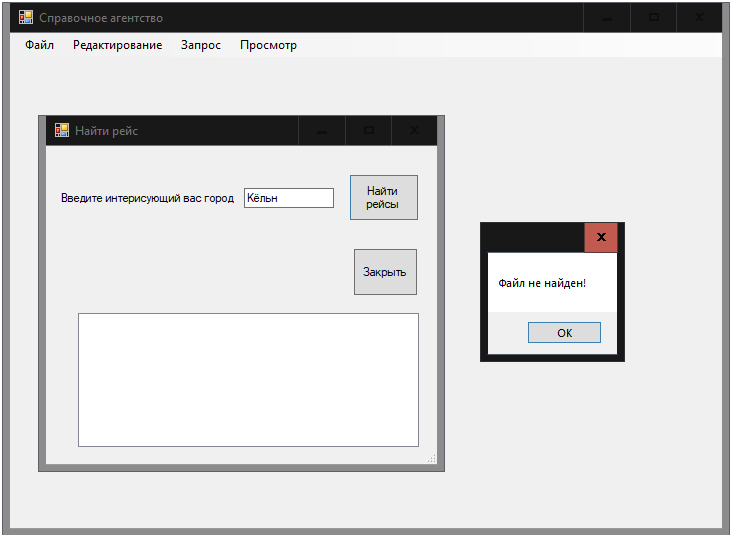 Справочное агентство
Файл Редактирование Запрос Просмотр
Найти рейс
Введите интерисующий вас город
Кёльн
Найти
рейсы
Закрыть
Файл не найден!
OK